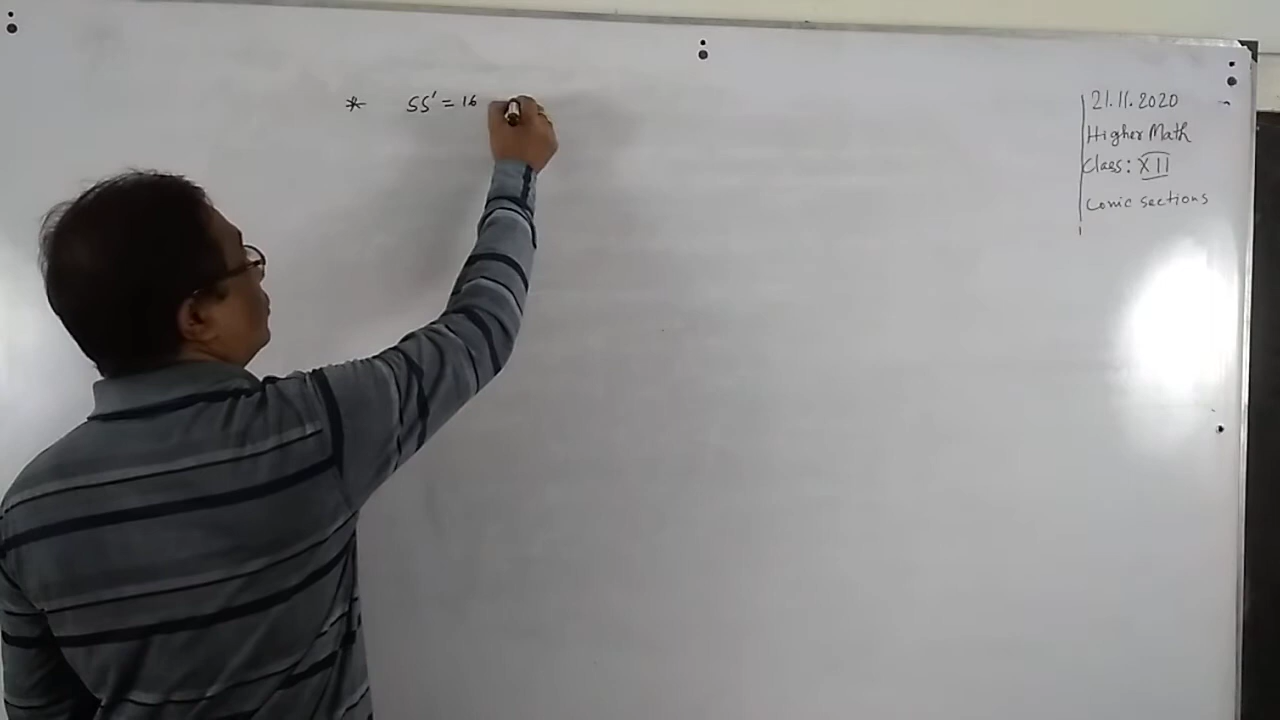 * SS' = 16
21.11.2020
Higher Math
Class: XII
Conic sections